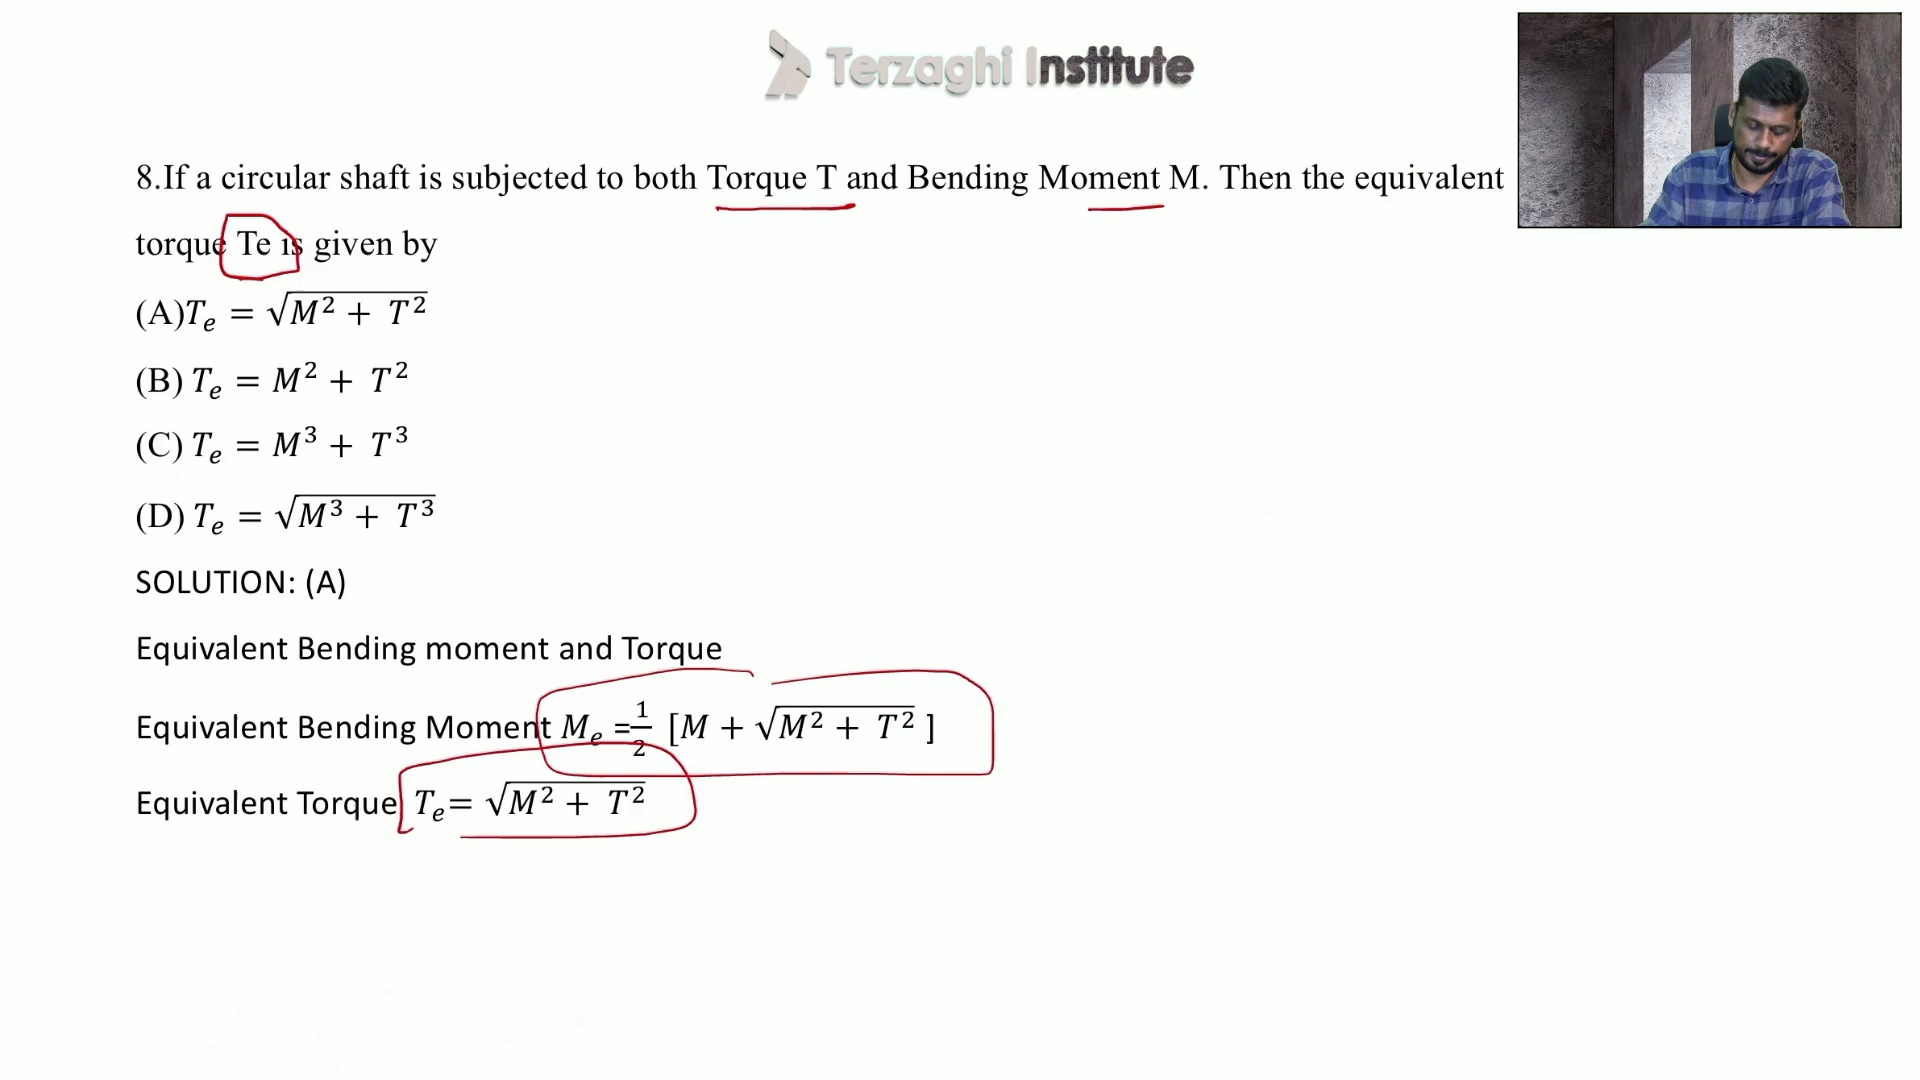 Terzaghi Institute
8.If a circular shaft is subjected to both Torque T and Bending Moment M. Then the equivalent
torque Te is given by
(A)Tₑ = √(M² + T²)
(B) Tₑ = M² + T²
(C) Tₑ = M³ + T³
(D) Tₑ = √(M³ + T³)
SOLUTION: (A)
Equivalent Bending moment and Torque
Equivalent Bending Moment Mₑ =1/2 [M + √(M² + T²) ]
Equivalent Torque Tₑ= √(M² + T²)